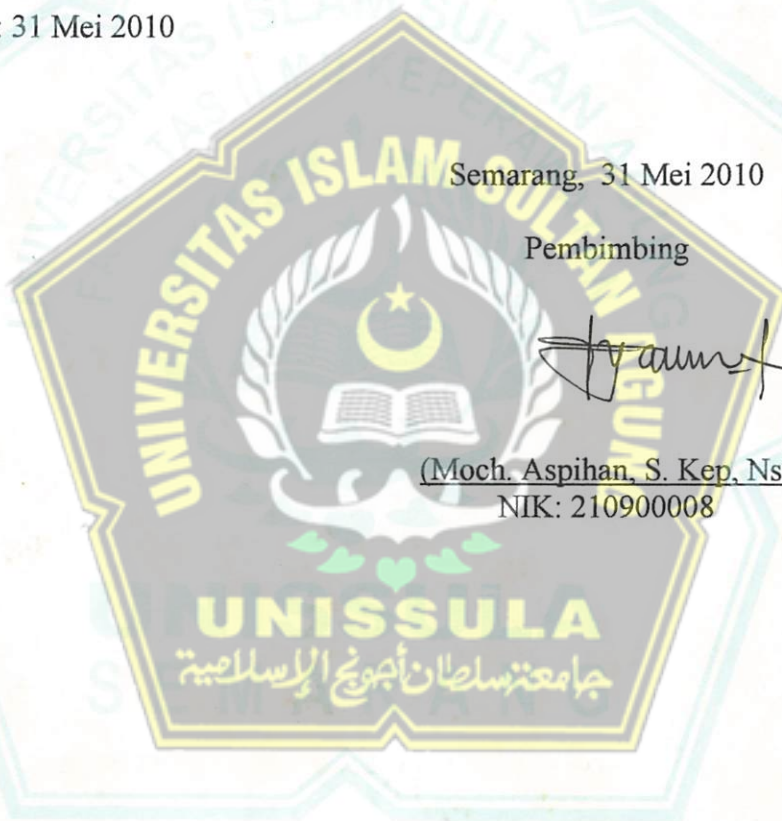 : 31 Mei 2010
Semarang, 31 Mei 2010
Pembimbing
(Moch. Aspihan, S. Kep, Ns
NIK: 210900008
UNIVERSITAS ISLAM SULTAN AGUNG
UNISSULA
جامعة سلطان أجونج الإسلامية
SEMARANG